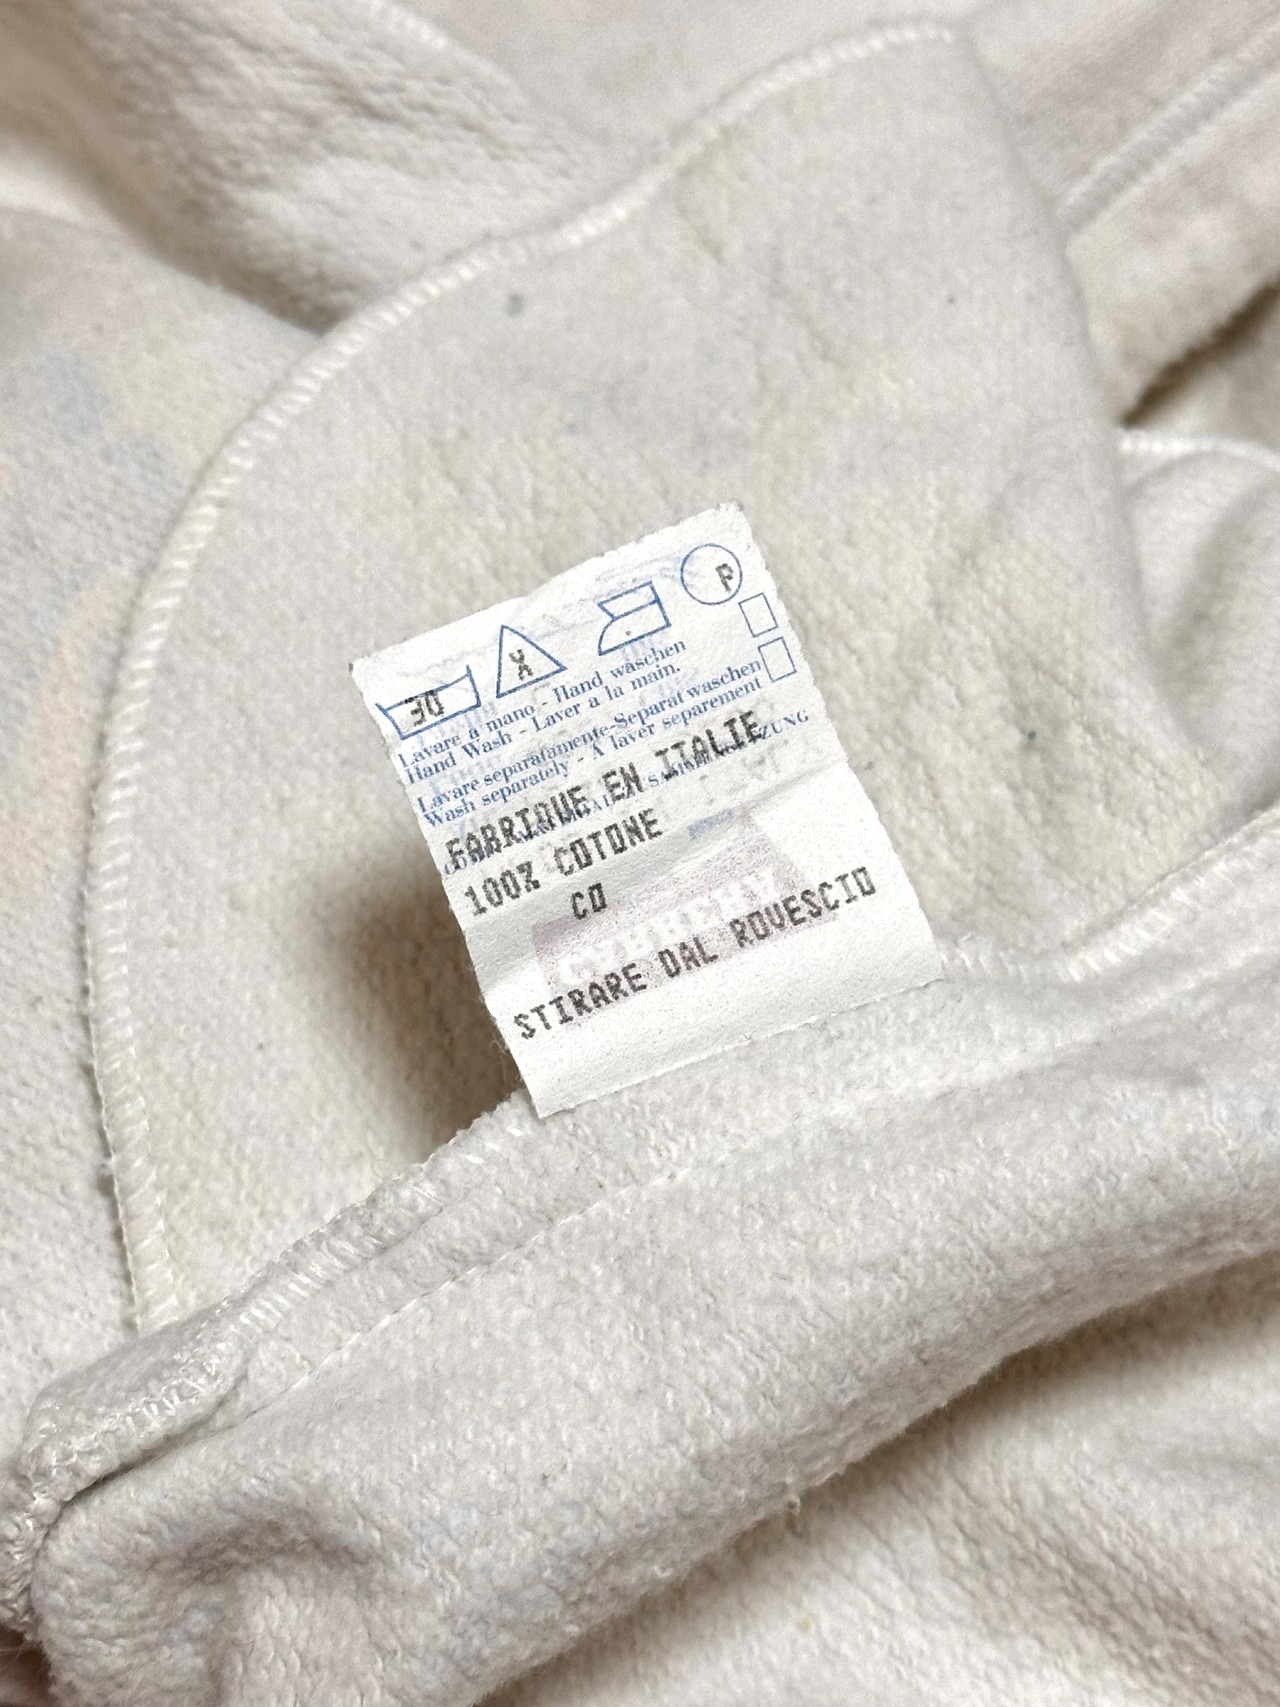 30 X P
Lavare a mano - Hand waschen
Hand Wash - Laver a la main.
Lavare separatamente-Separat waschen
Wash separately - A laver separement
FABRIQUE EN ITALIE
100% COTONE
CO
STIRARE DAL ROVESCIO